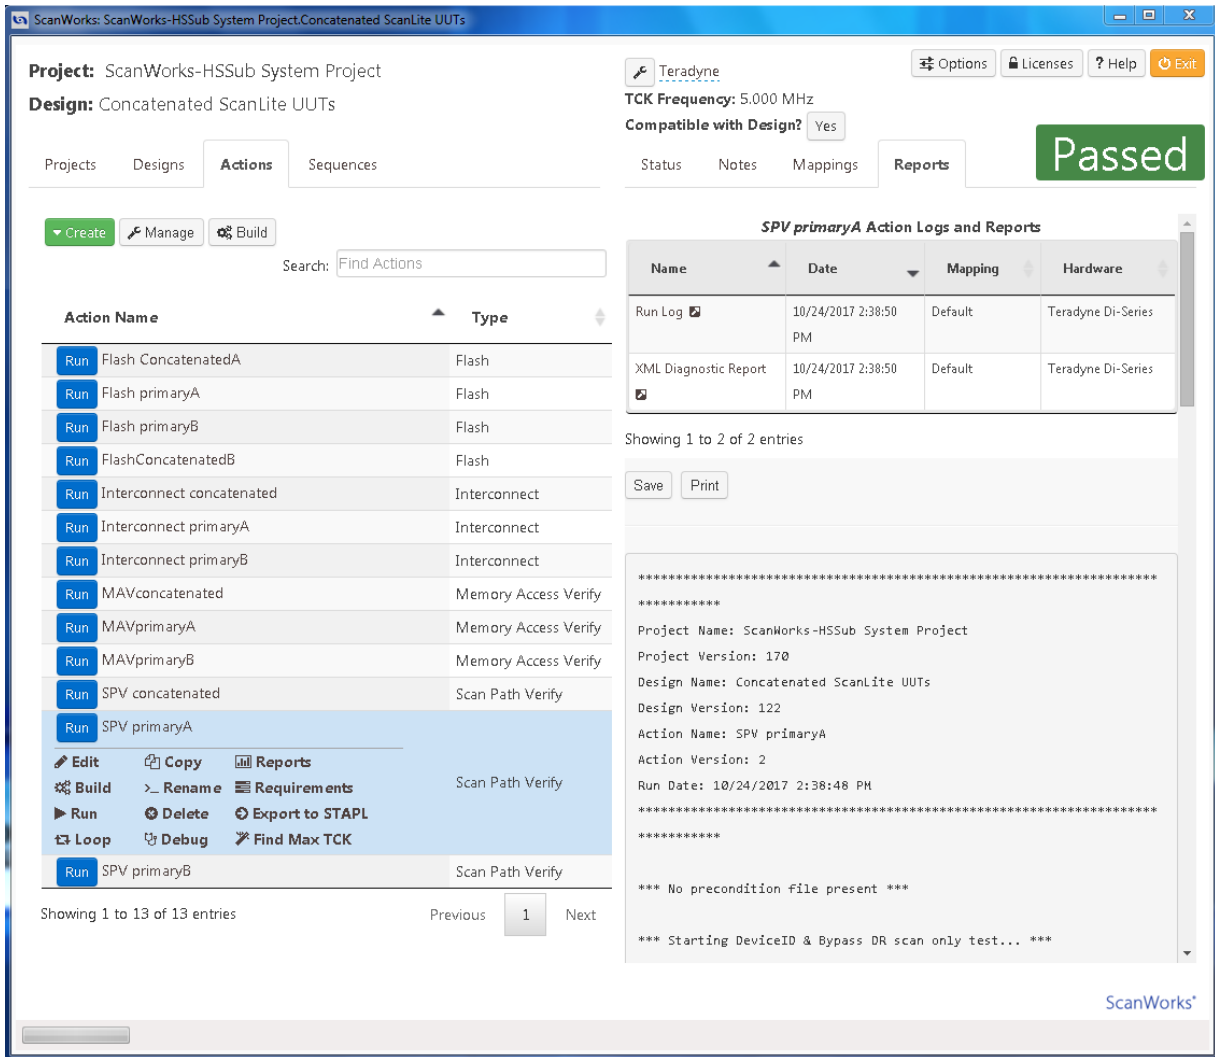 ScanWorks: ScanWorks-HSSub System Project.Concatenated ScanLite UUTs
Project: ScanWorks-HSSub System Project
Design: Concatenated ScanLite UUTs
Teradyne
Options
Licenses
? Help
Exit
TCK Frequency: 5.000 MHz
Compatible with Design? Yes
Passed
Projects
Designs
Actions
Sequences
Status
Notes
Mappings
Reports
Create
Manage
Build
Search: Find Actions
Action Name Type
Run Flash ConcatenatedA Flash
Run Flash primaryA Flash
Run Flash primaryB Flash
Run FlashConcatenatedB Flash
Run Interconnect concatenated Interconnect
Run Interconnect primaryA Interconnect
Run Interconnect primaryB Interconnect
Run MAVconcatenated Memory Access Verify
Run MAVprimaryA Memory Access Verify
Run MAVprimaryB Memory Access Verify
Run SPV concatenated Scan Path Verify
Run SPV primaryA
Edit Copy Reports
Scan Path Verify
Build >_ Rename Requirements
Run Delete Export to STAPL
Loop Debug Find Max TCK
Run SPV primaryB Scan Path Verify
Showing 1 to 13 of 13 entries
Previous 1 Next
SPV primaryA Action Logs and Reports
Name Date Mapping Hardware
Run Log 10/24/2017 2:38:50 Default Teradyne Di-Series
PM
XML Diagnostic Report 10/24/2017 2:38:50 Default Teradyne Di-Series
PM
Showing 1 to 2 of 2 entries
Save Print
**********************************************************************
***********
Project Name: ScanWorks-HSSub System Project
Project Version: 170
Design Name: Concatenated ScanLite UUTs
Design Version: 122
Action Name: SPV primaryA
Action Version: 2
Run Date: 10/24/2017 2:38:48 PM
**********************************************************************
***********
*** No precondition file present ***
*** Starting DeviceID & Bypass DR scan only test... ***
ScanWorks®